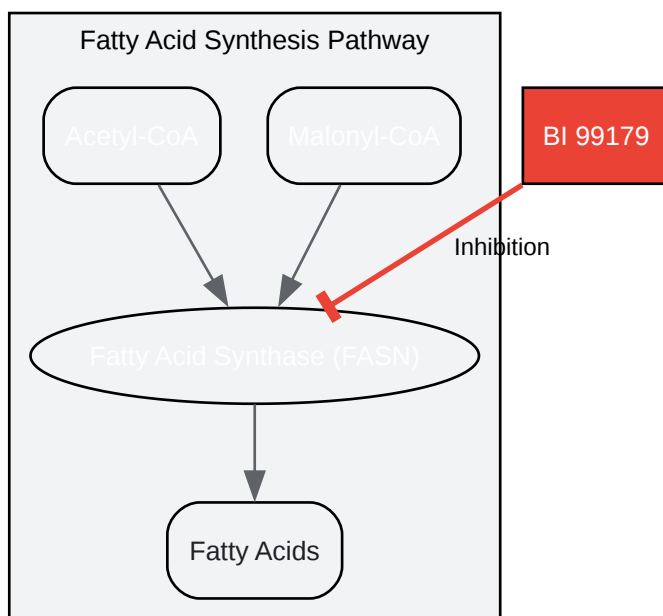 Fatty Acid Synthesis Pathway
Acetyl-CoA
Malonyl-CoA
BI 99179
Inhibition
Fatty Acid Synthase (FASN)
Fatty Acids